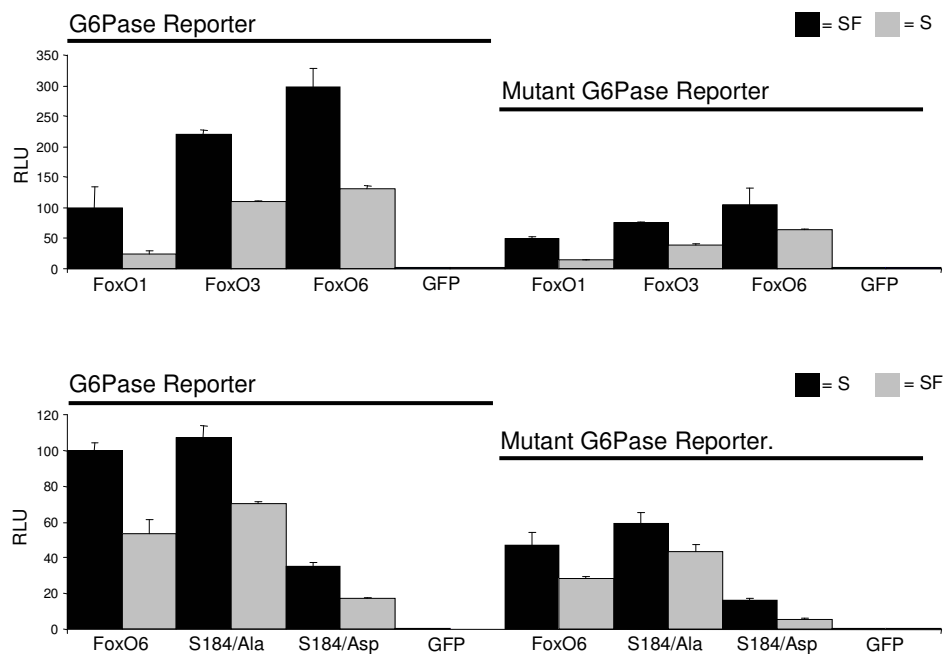 G6Pase Reporter
= SF = S
Mutant G6Pase Reporter
RLU
350
300
250
200
150
100
50
0
FoxO1 FoxO3 FoxO6 GFP FoxO1 FoxO3 FoxO6 GFP
G6Pase Reporter
= S = SF
Mutant G6Pase Reporter.
RLU
120
100
80
60
40
20
0
FoxO6 S184/Ala S184/Asp GFP FoxO6 S184/Ala S184/Asp GFP